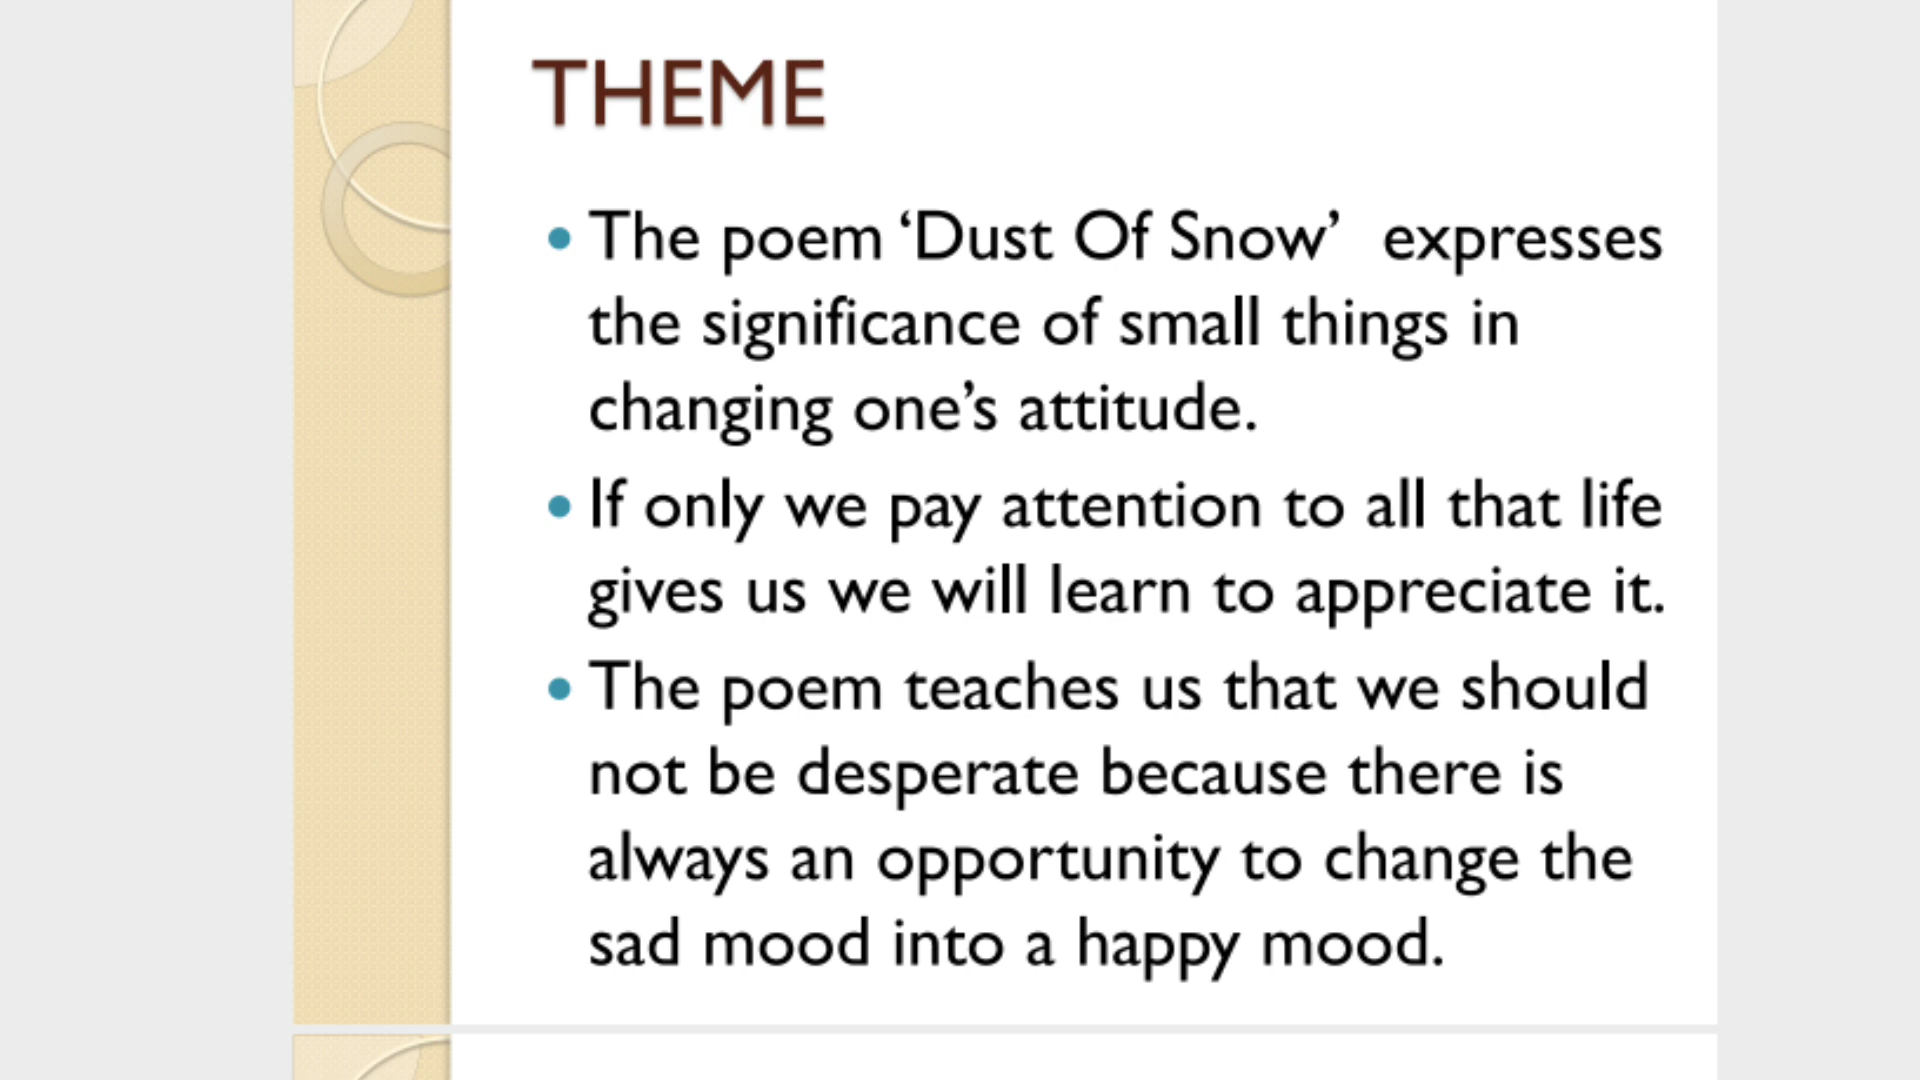 THEME
• The poem ‘Dust Of Snow’  expresses
the significance of small things in
changing one’s attitude.
• If only we pay attention to all that life
gives us we will learn to appreciate it.
• The poem teaches us that we should
not be desperate because there is
always an opportunity to change the
sad mood into a happy mood.